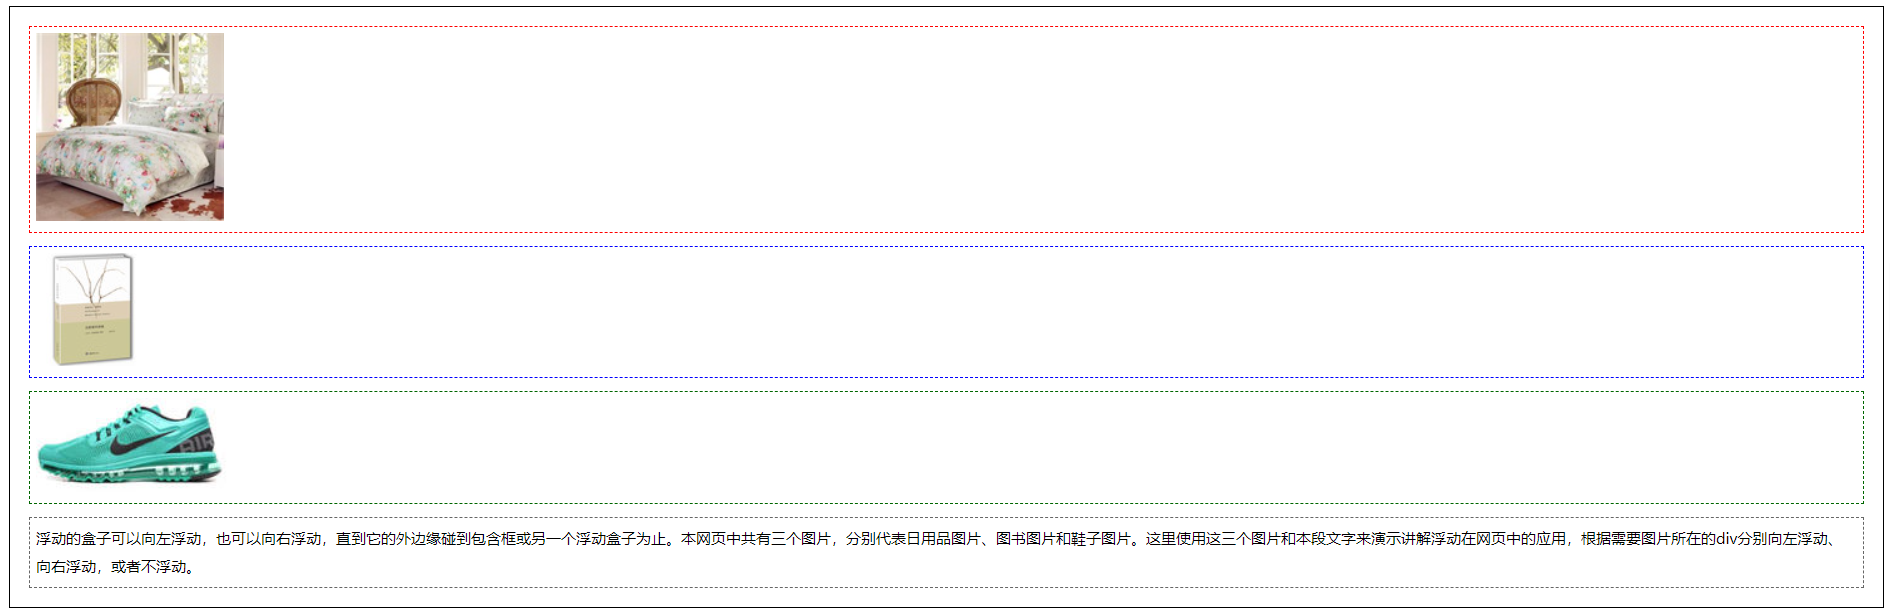 AIR
浮动的盒子可以向左浮动，也可以向右浮动，直到它的外边缘碰到包含框或另一个浮动盒子为止。本网页中共有三个图片，分别代表日用品图片、图书图片和鞋子图片。这里使用这三个图片和本段文字来演示讲解浮动在网页中的应用，根据需要图片所在的div分别向左浮动、
向右浮动，或者不浮动。